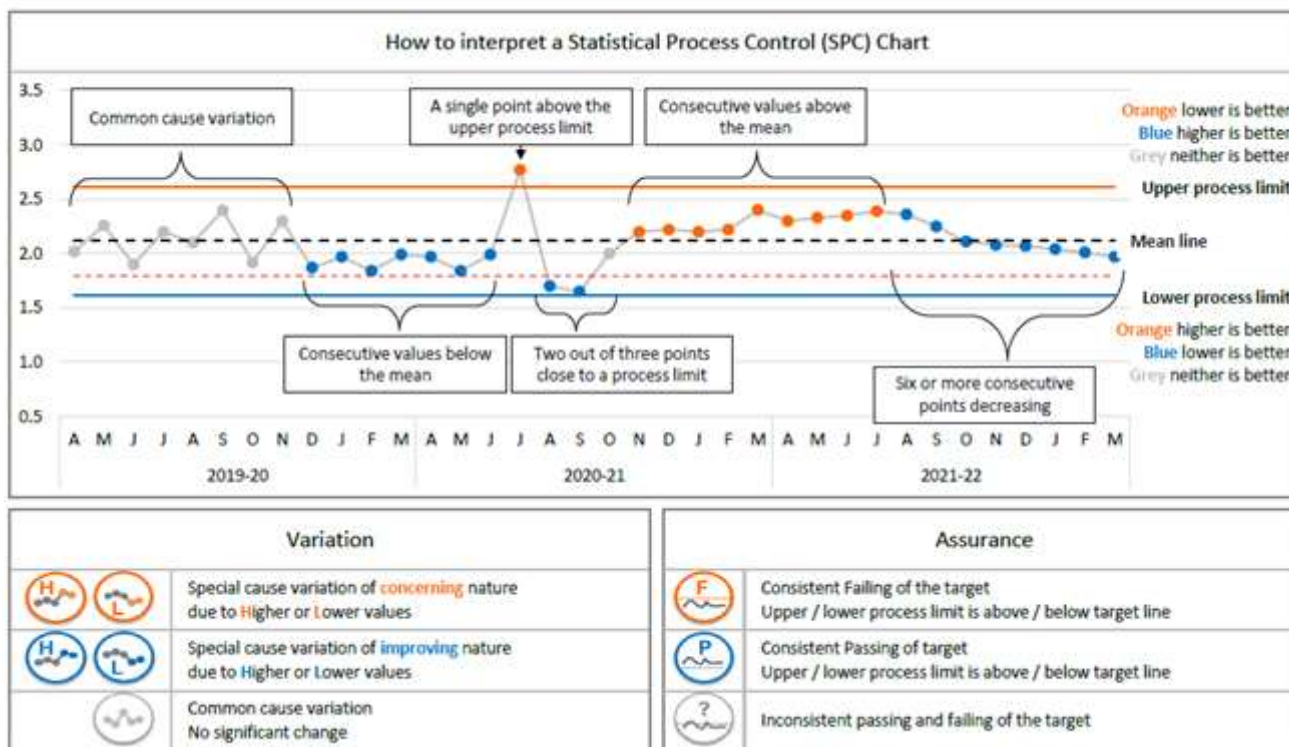 How to interpret a Statistical Process Control (SPC) Chart
3.5
3.0
2.5
2.0
1.5
1.0
0.5
Common cause variation
A single point above the
upper process limit
Consecutive values above
the mean
Orange lower is better
Blue higher is better
Grey neither is better
Upper process limit
Mean line
Lower process limit
Orange higher is better
Blue lower is better
Grey neither is better
Consecutive values below
the mean
Two out of three points
close to a process limit
Six or more consecutive
points decreasing
A M J J A S O N D J F M A M J J A S O N D J F M A M J J A S O N D J F M
2019-20 2020-21 2021-22
Variation
H L
Special cause variation of concerning nature
due to Higher or Lower values
H L
Special cause variation of improving nature
due to Higher or Lower values
Common cause variation
No significant change
Assurance
F
Consistent Failing of the target
Upper / lower process limit is above / below target line
P
Consistent Passing of target
Upper / lower process limit is above / below target line
?
Inconsistent passing and failing of the target